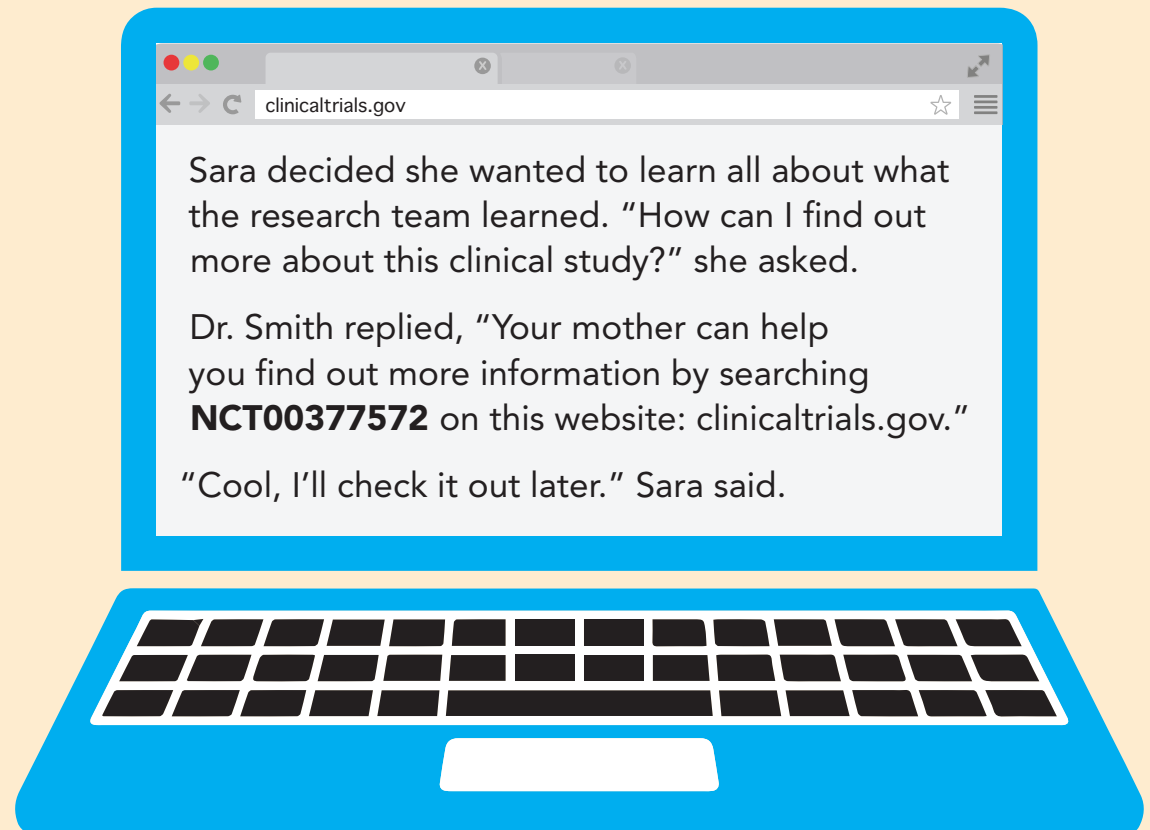 clinicaltrials.gov
Sara decided she wanted to learn all about what
the research team learned. “How can I find out
more about this clinical study?” she asked.
Dr. Smith replied, “Your mother can help
you find out more information by searching
NCT00377572 on this website: clinicaltrials.gov.”
“Cool, I’ll check it out later.” Sara said.